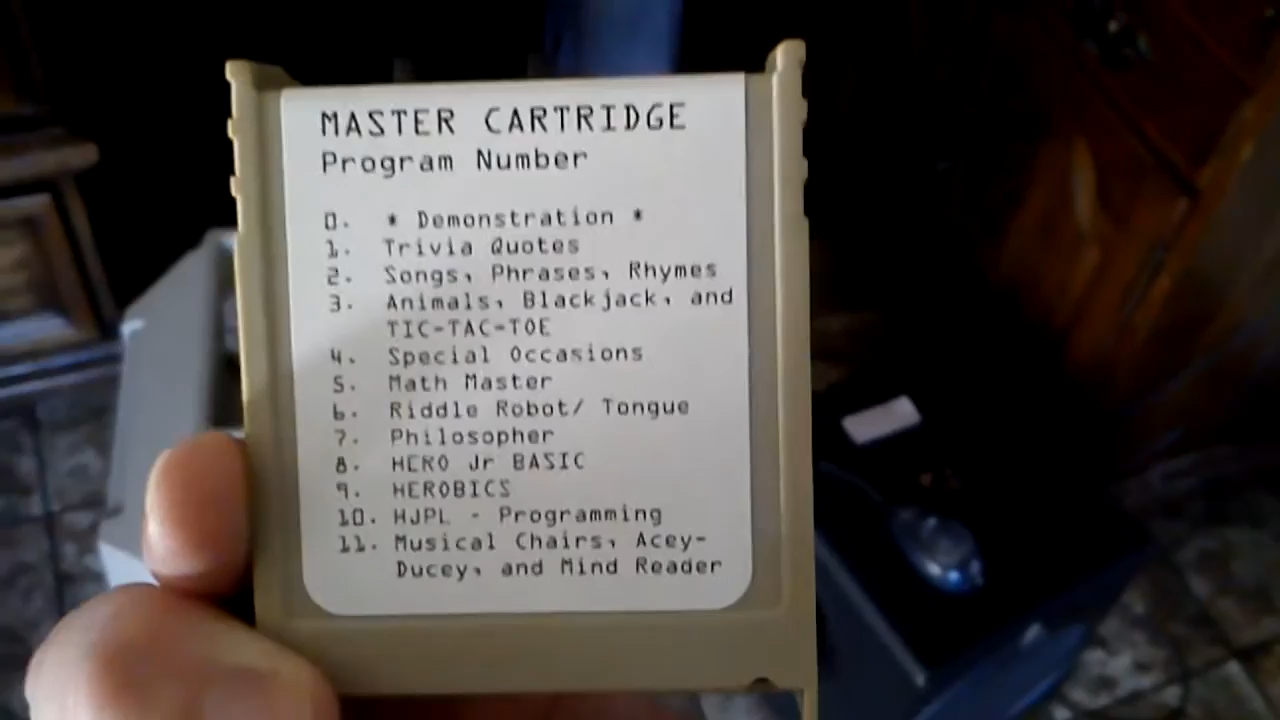 MASTER CARTRIDGE
Program Number
0. * Demonstration *
1. Trivia Quotes
2. Songs, Phrases, Rhymes
3. Animals, Blackjack, and
TIC-TAC-TOE
4. Special Occasions
5. Math Master
6. Riddle Robot/ Tongue
7. Philosopher
8. HERO Jr BASIC
9. HEROBICS
10. HJPL - Programming
11. Musical Chairs, Acey-
Ducey, and Mind Reader